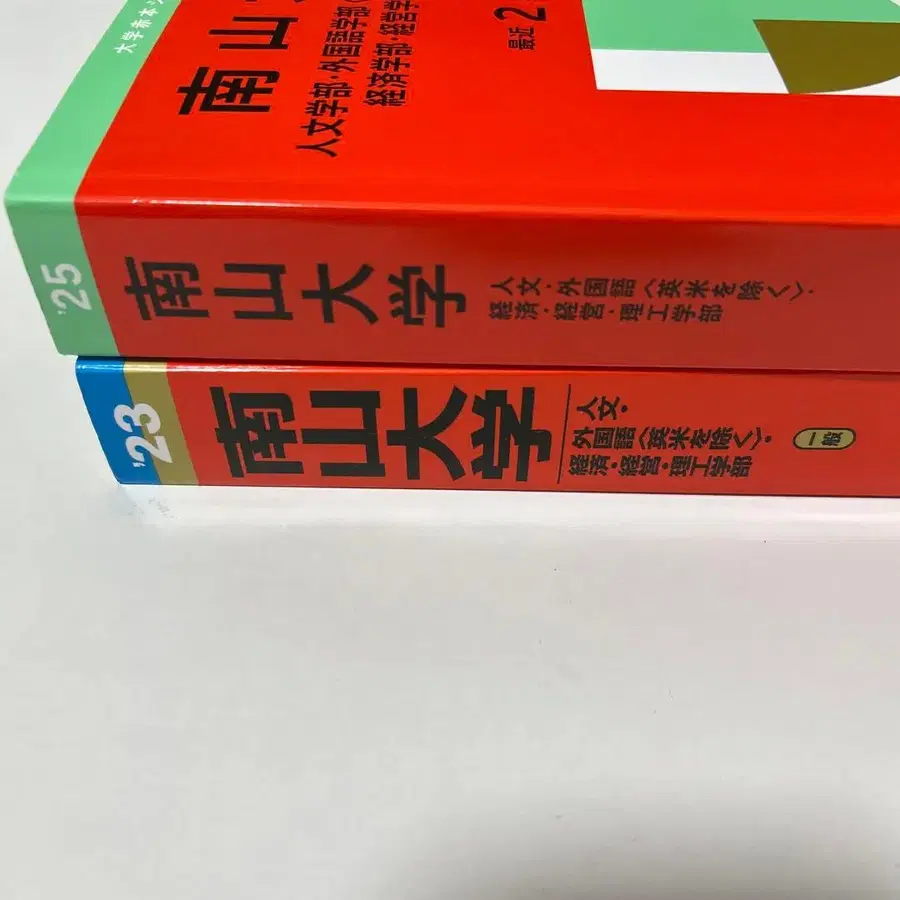 大学赤本シ
南山
人文学部・外国語学部〈
経済学部・経営学
最近2
'25
南山大学
人文・外国語〈英米を除く〉・
経済・経営・理工学部
'23
南山大学
人文・
外国語〈英米を除く〉・
経済・経営・理工学部
一般